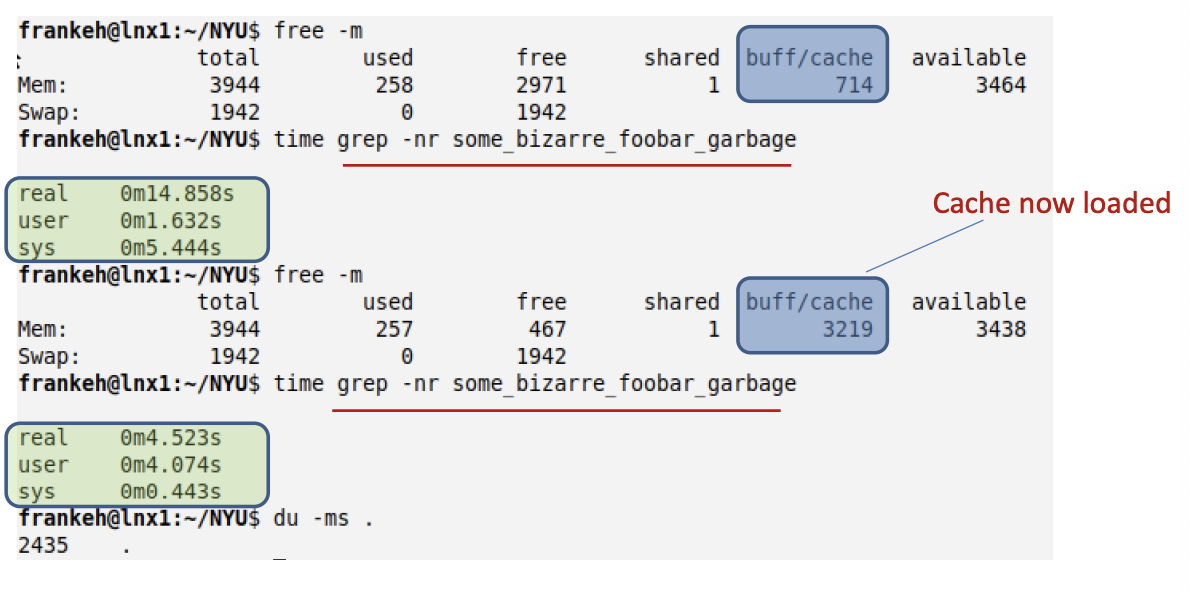 frankeh@lnx1:~/NYU$ free -m
total used free shared buff/cache available
Mem: 3944 258 2971 1 714 3464
Swap: 1942 0 1942
frankeh@lnx1:~/NYU$ time grep -nr some_bizarre_foobar_garbage
real 0m14.858s
user 0m1.632s
sys 0m5.444s
Cache now loaded
frankeh@lnx1:~/NYU$ free -m
total used free shared buff/cache available
Mem: 3944 257 467 1 3219 3438
Swap: 1942 0 1942
frankeh@lnx1:~/NYU$ time grep -nr some_bizarre_foobar_garbage
real 0m4.523s
user 0m4.074s
sys 0m0.443s
frankeh@lnx1:~/NYU$ du -ms .
2435 .